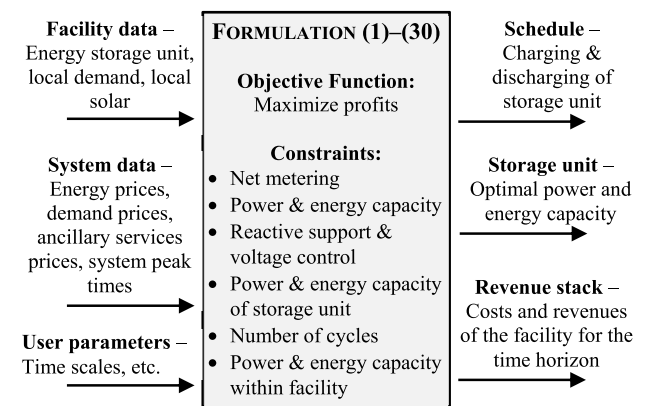 Facility data –
Energy storage unit,
local demand, local
solar
System data –
Energy prices,
demand prices,
ancillary services
prices, system peak
times
User parameters –
Time scales, etc.
FORMULATION (1)–(30)
Objective Function:
Maximize profits
Constraints:
• Net metering
• Power & energy capacity
• Reactive support &
voltage control
• Power & energy capacity
of storage unit
• Number of cycles
• Power & energy capacity
within facility
Schedule –
Charging &
discharging of
storage unit
Storage unit –
Optimal power and
energy capacity
Revenue stack –
Costs and revenues
of the facility for the
time horizon